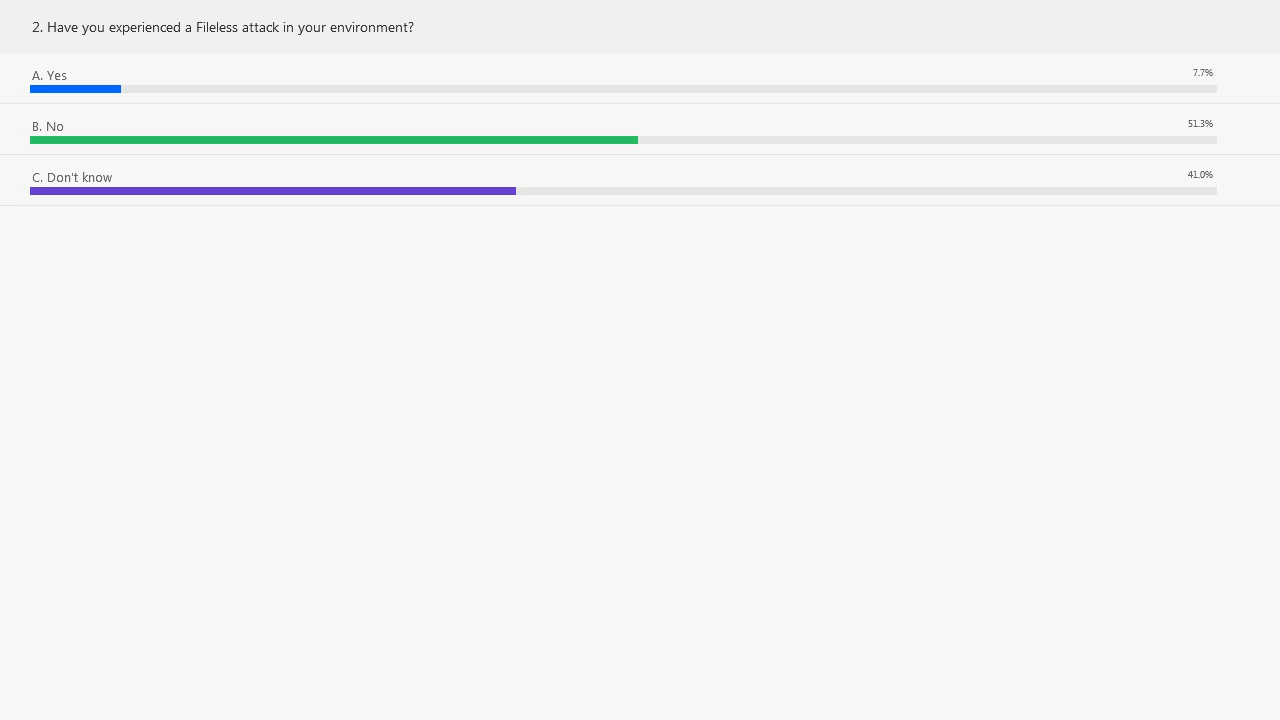 2. Have you experienced a Fileless attack in your environment?
A. Yes
7.7%
B. No
51.3%
C. Don't know
41.0%